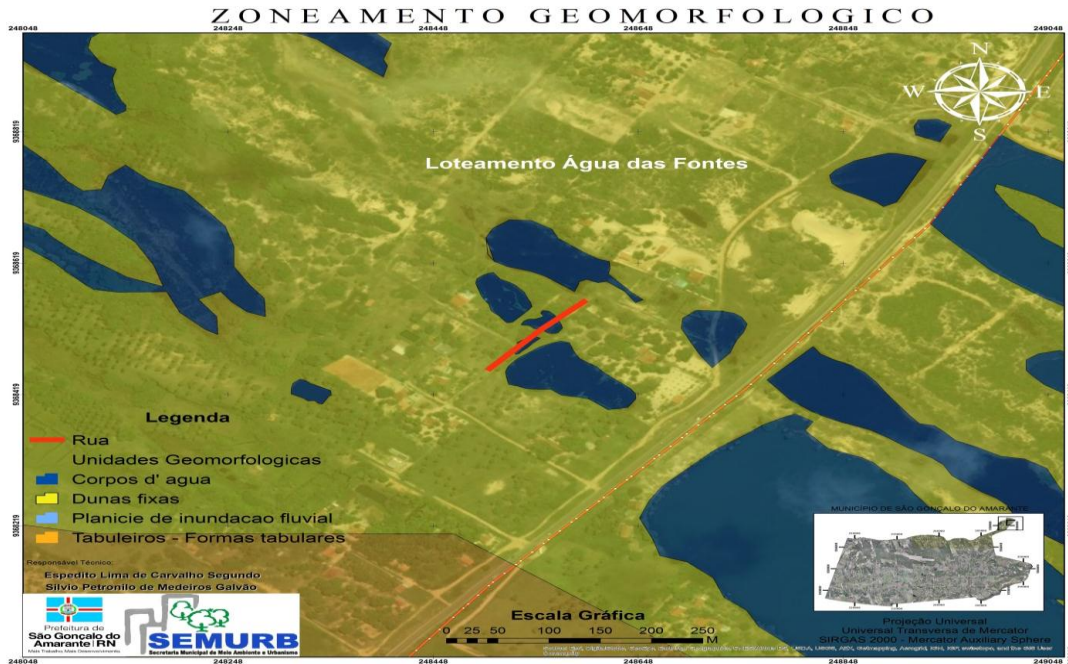 ZONEAMENTO GEOMORFOLOGICO
248048 248248 248448 248648 248848 249048
N
W E
S
9368819
Loteamento Água das Fontes
9368619
9368419
Legenda
Rua
Unidades Geomorfologicas
Corpos d' agua
Dunas fixas
9368219
Planicie de inundacao fluvial
Tabuleiros - Formas tabulares
MUNICÍPIO DE SÃO GONÇALO DO AMARANTE
Responsável Técnico:
Espedito Lima de Carvalho Segundo
Silvio Petronilo de Medeiros Galvão
Prefeitura de
São Gonçalo do
Amarante RN
SEMURB
Secretaria Municipal de Meio Ambiente e Urbanismo
Escala Gráfica
0 25 50 100 150 200 250
M
Projeção Universal
Universal Transversa de Mercator
SIRGAS 2000 - Mercator Auxiliary Sphere
248048 248248 248448 248648 248848 249048